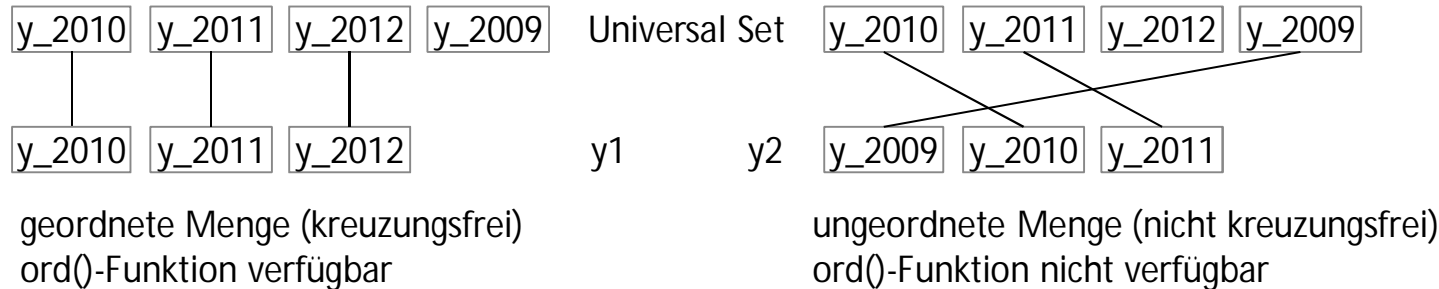 y_2010 y_2011 y_2012 y_2009 Universal Set y_2010 y_2011 y_2012 y_2009
y_2010 y_2011 y_2012 y1 y2 y_2009 y_2010 y_2011
geordnete Menge (kreuzungsfrei) ungeordnete Menge (nicht kreuzungsfrei)
ord()-Funktion verfügbar ord()-Funktion nicht verfügbar